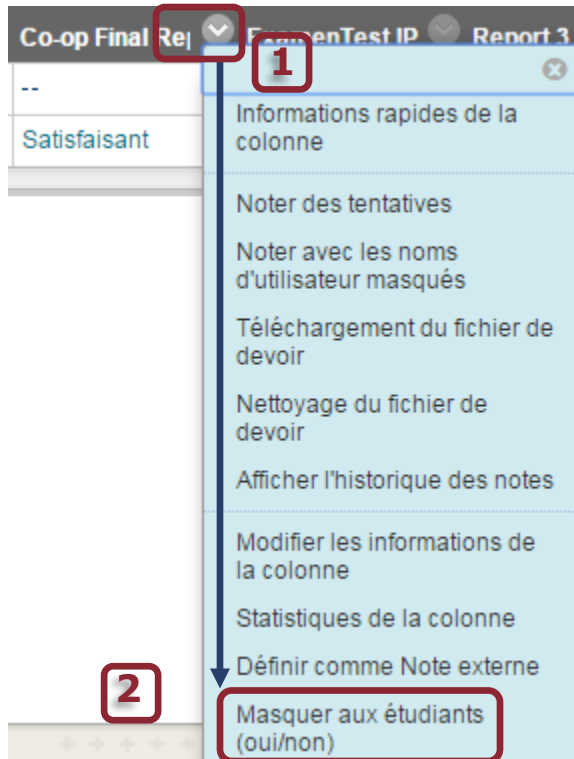 Co-op Final Rep ExamenTest IP Report 3
1
--
Satisfaisant
Informations rapides de la
colonne
Noter des tentatives
Noter avec les noms
d'utilisateur masqués
Téléchargement du fichier de
devoir
Nettoyage du fichier de
devoir
Afficher l'historique des notes
Modifier les informations de
la colonne
Statistiques de la colonne
Définir comme Note externe
2
Masquer aux étudiants
(oui/non)